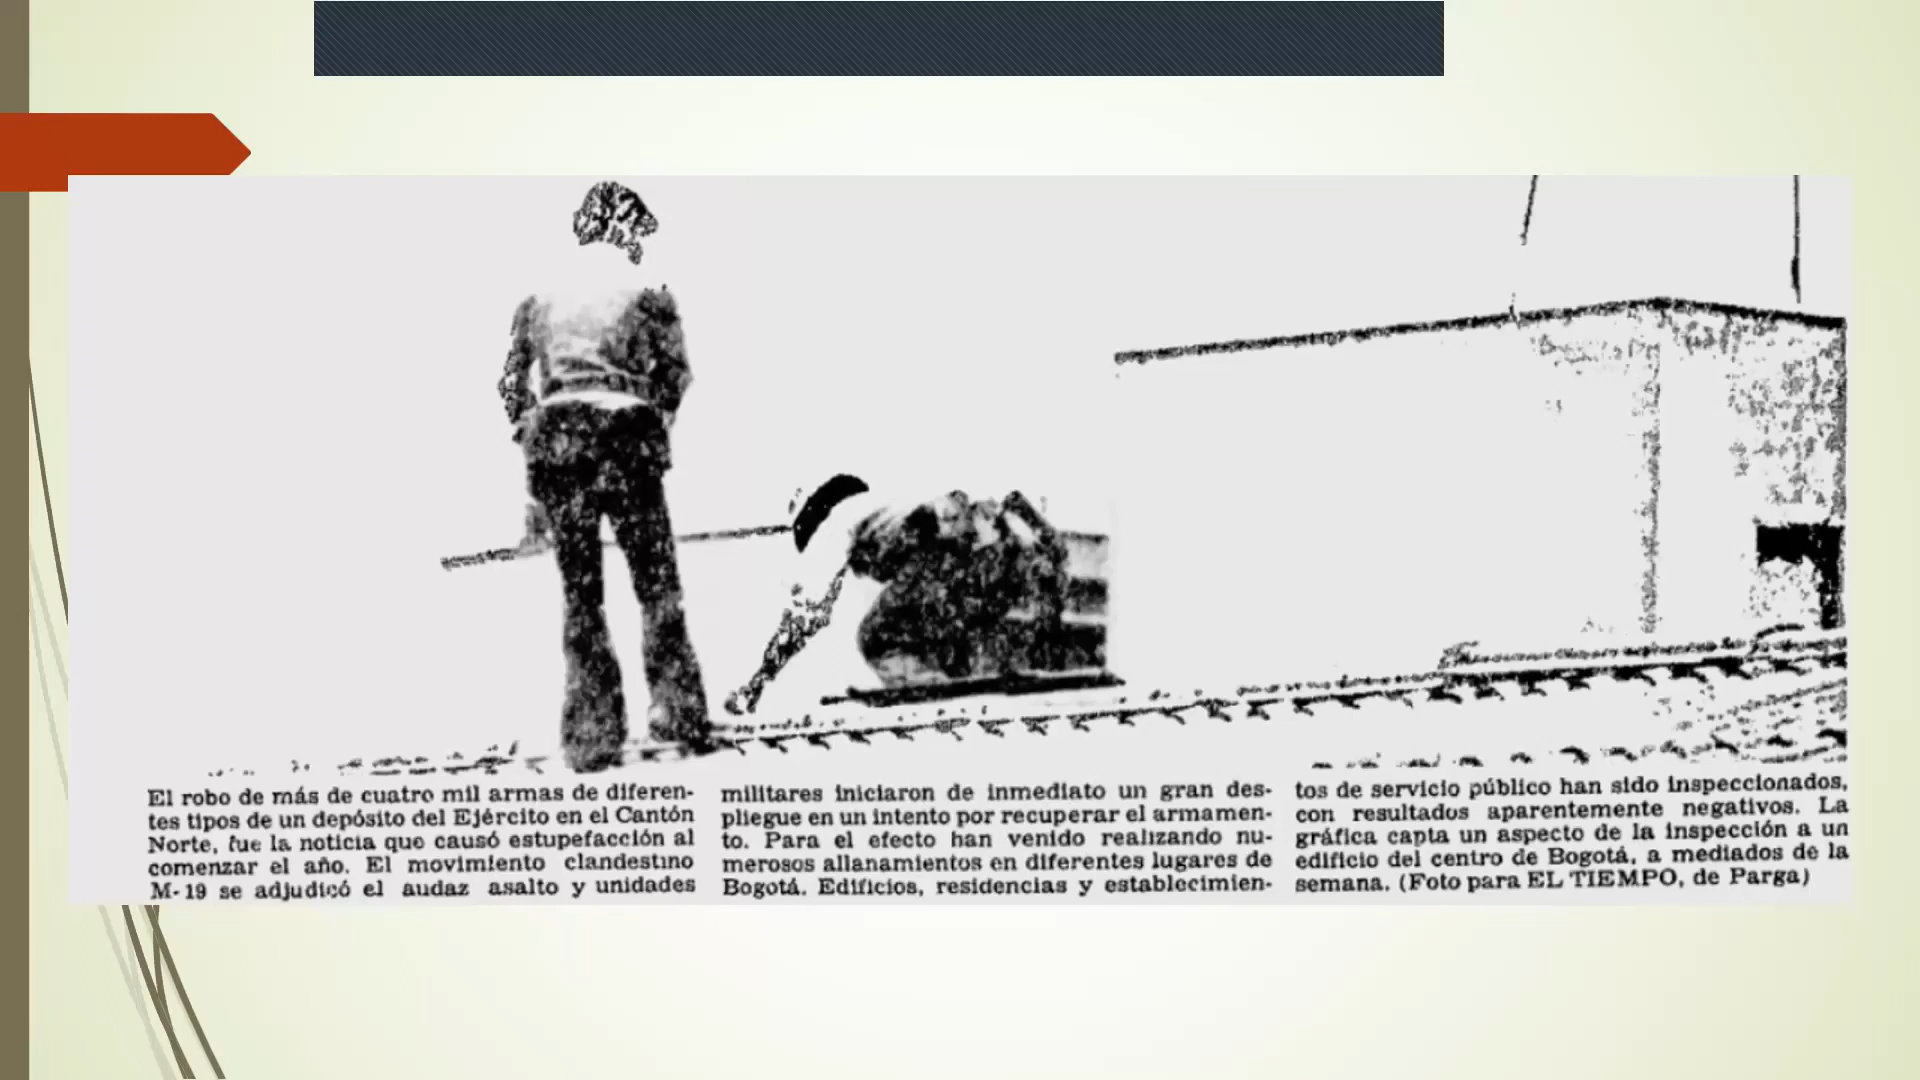 El robo de más de cuatro mil armas de diferen-
tes tipos de un depósito del Ejército en el Cantón
Norte, fue la noticia que causó estupefacción al
comenzar el año. El movimiento clandestino
M-19 se adjudicó el audaz asalto y unidades
militares iniciaron de inmediato un gran des-
pliegue en un intento por recuperar el armamen-
to. Para el efecto han venido realizando nu-
merosos allanamientos en diferentes lugares de
Bogotá. Edificios, residencias y establecimien-
tos de servicio público han sido inspeccionados,
con resultados aparentemente negativos. La
gráfica capta un aspecto de la inspección a un
edificio del centro de Bogotá, a mediados de la
semana. (Foto para EL TIEMPO, de Parga)